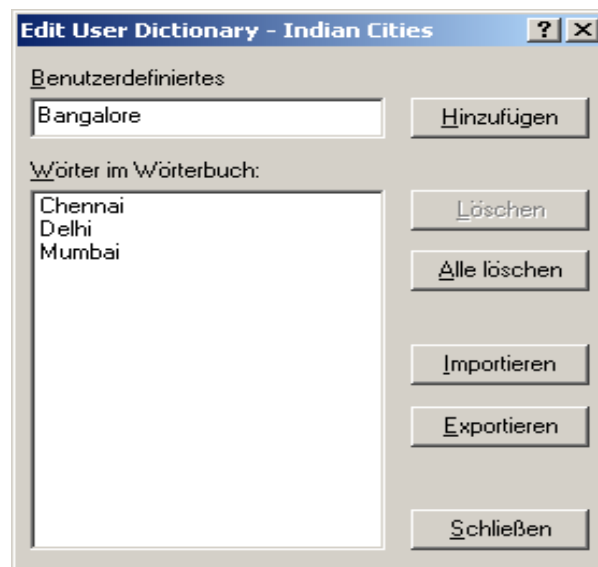 Edit User Dictionary - Indian Cities
Benutzerdefiniertes
Bangalore
Hinzufügen
Wörter im Wörterbuch:
Chennai
Delhi
Mumbai
Löschen
Alle löschen
Importieren
Exportieren
Schließen